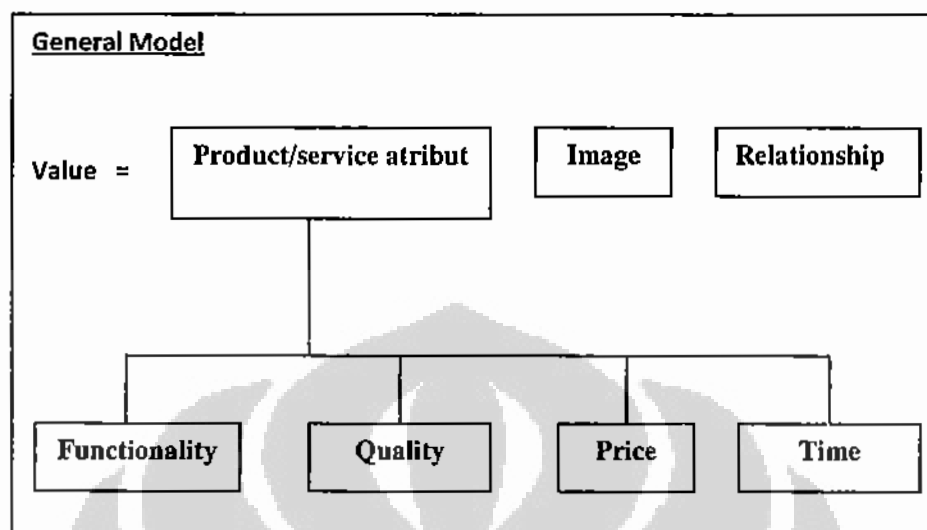 General Model
Value = Product/service atribut Image Relationship
Functionality Quality Price Time